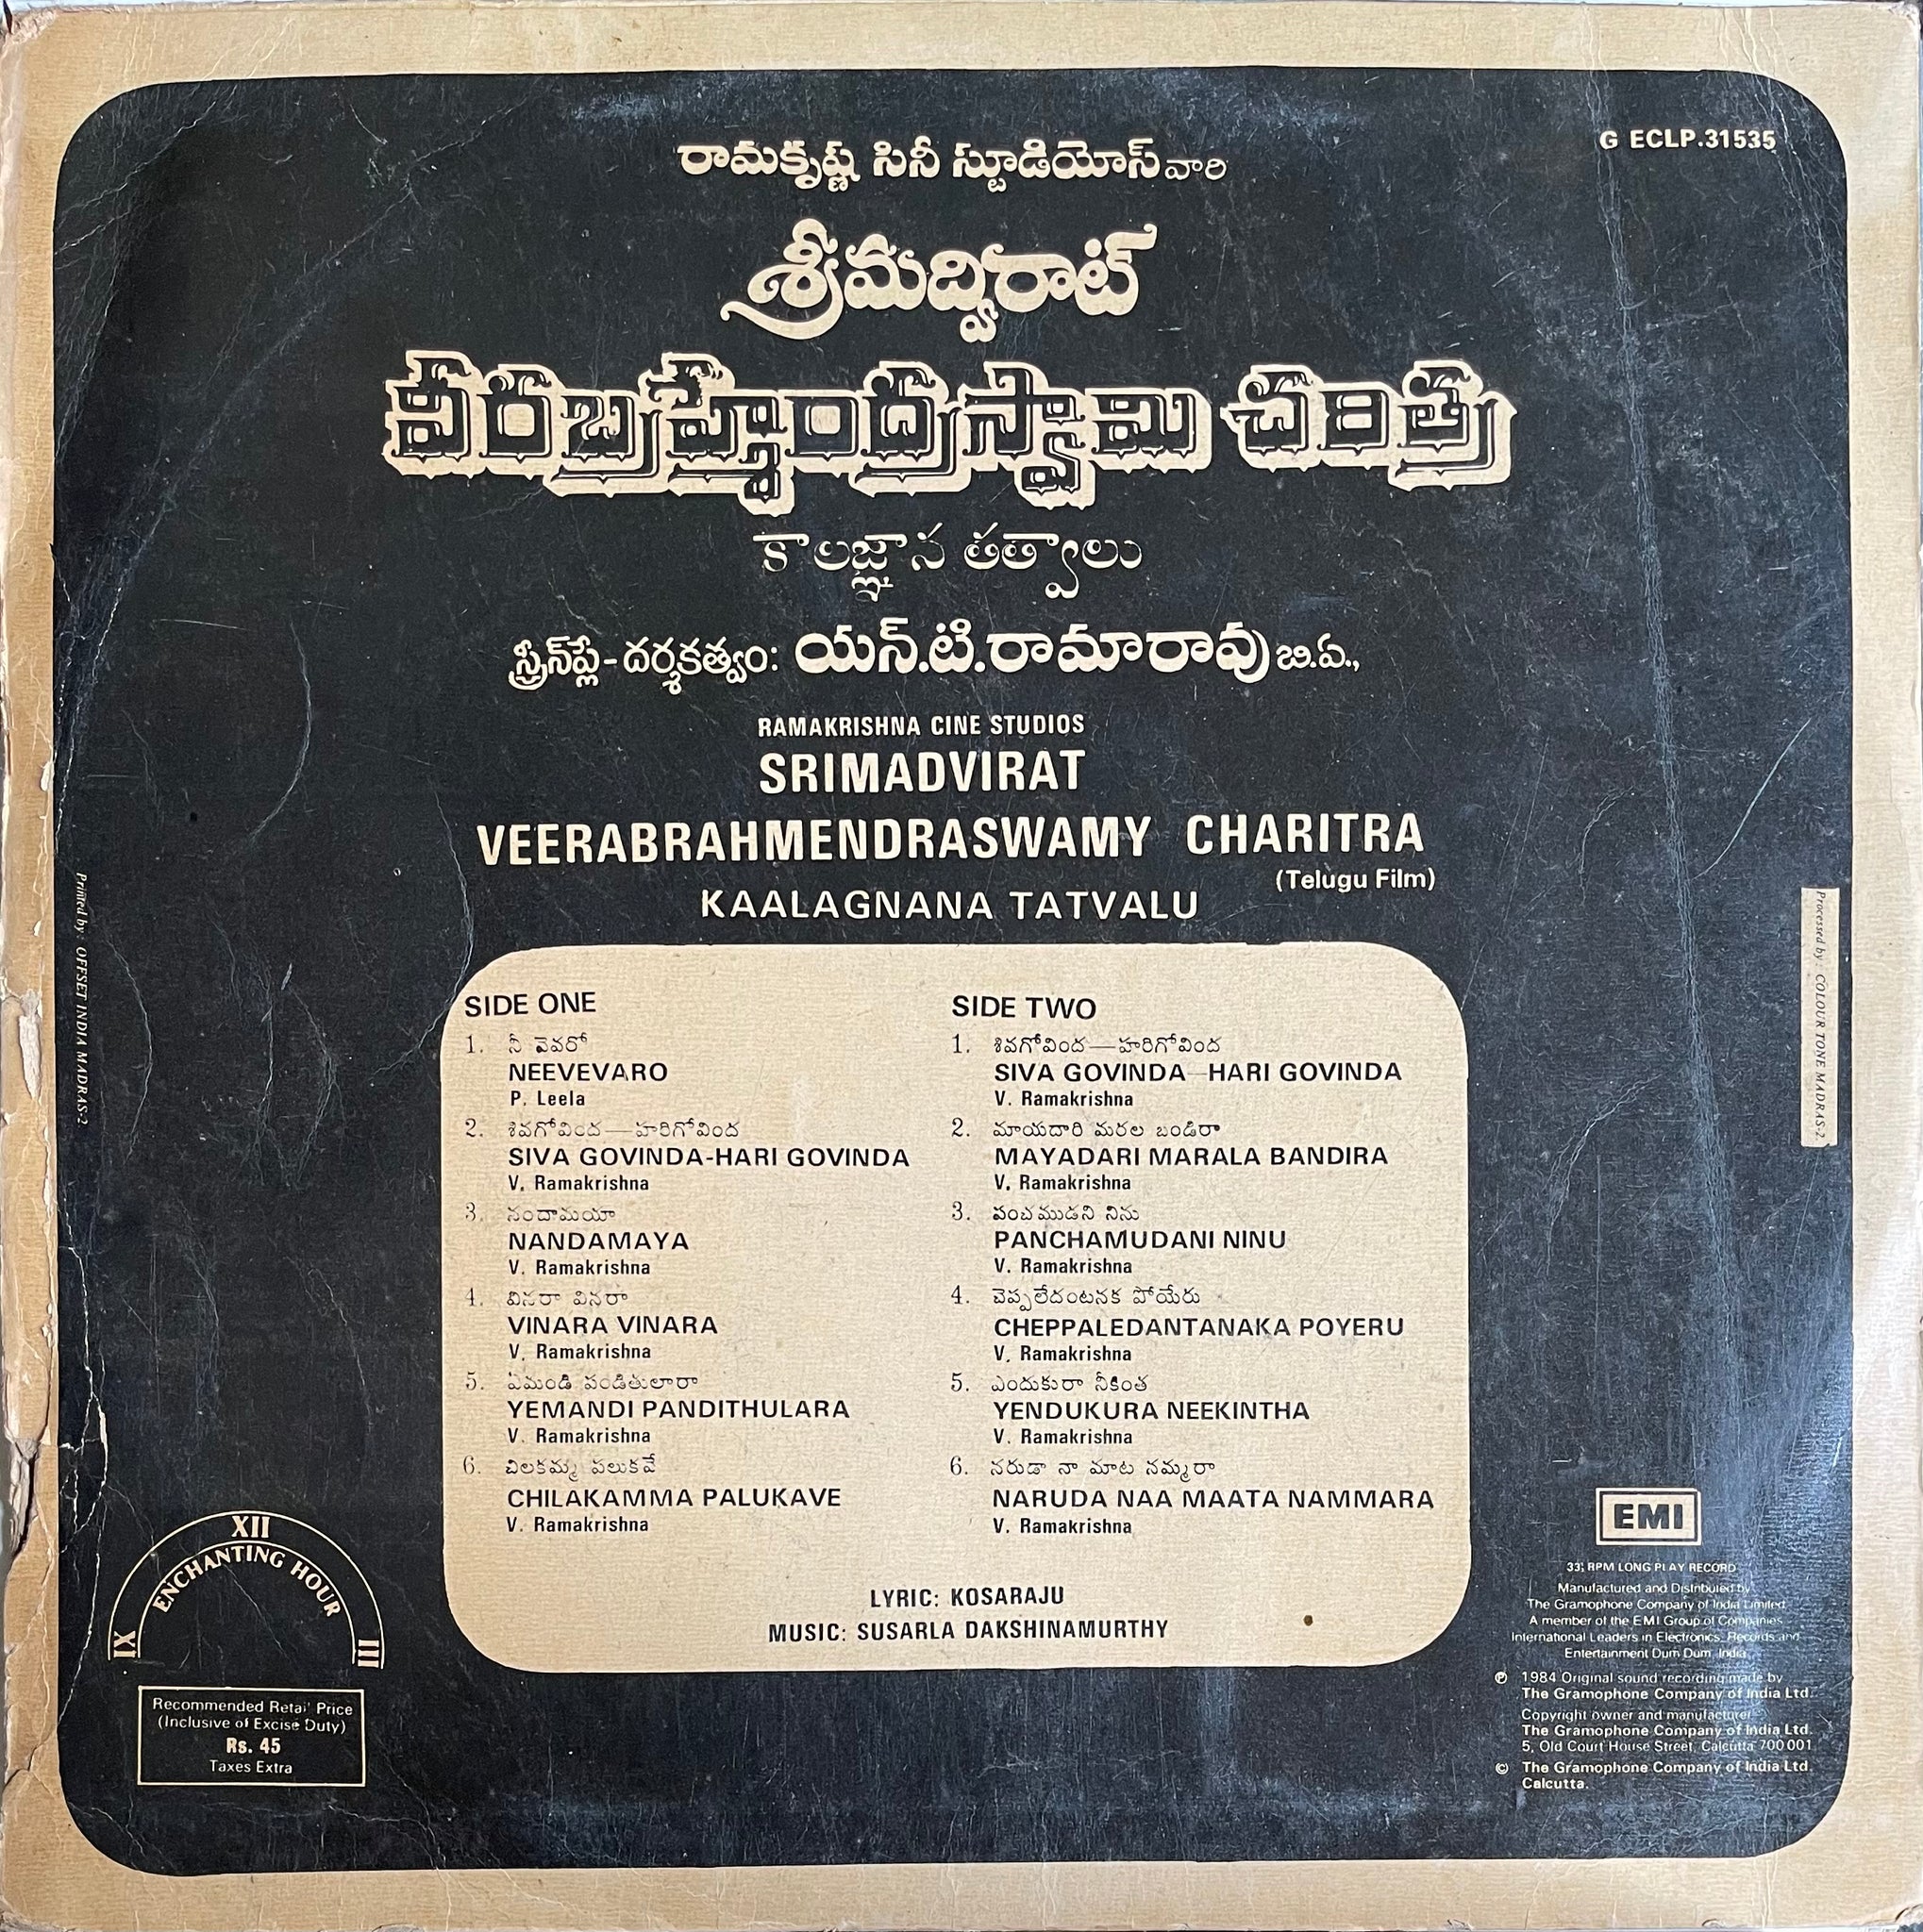 రామకృష్ణ సినీ స్టూడియోస్ వారి
G ECLP.31535
శ్రీమద్విరాట్
వీరబ్రహ్మేంద్రస్వామి చరిత్ర
కాలజ్ఞాన తత్వాలు
స్క్రీన్‌ప్లే-దర్శకత్వం: యన్.టి.రామారావు బి.ఏ.,
RAMAKRISHNA CINE STUDIOS
SRIMADVIRAT
VEERABRAHMENDRASWAMY CHARITRA
(Telugu Film)
KAALAGNANA TATVALU
Printed by : OFFSET INDIA MADRAS-2
Processed by : COLOUR TONE MADRAS-2.
SIDE ONE
1. నీ వెవరో
NEEVEVARO
P. Leela
2. శివగోవింద—హరిగోవింద
SIVA GOVINDA-HARI GOVINDA
V. Ramakrishna
3. నందామయా
NANDAMAYA
V. Ramakrishna
4. వినరా వినరా
VINARA VINARA
V. Ramakrishna
5. ఏమండి పండితులారా
YEMANDI PANDITHULARA
V. Ramakrishna
6. చిలకమ్మ పలుకవే
CHILAKAMMA PALUKAVE
V. Ramakrishna
SIDE TWO
1. శివగోవింద—హరిగోవింద
SIVA GOVINDA—HARI GOVINDA
V. Ramakrishna
2. మాయదారి మరల బండిరా
MAYADARI MARALA BANDIRA
V. Ramakrishna
3. పంచముడని నిను
PANCHAMUDANI NINU
V. Ramakrishna
4. చెప్పలేదంటనక పోయేరు
CHEPPALEDANTANAKA POYERU
V. Ramakrishna
5. ఎందుకురా నీకింత
YENDUKURA NEEKINTHA
V. Ramakrishna
6. నరుడా నా మాట నమ్మరా
NARUDA NAA MAATA NAMMARA
V. Ramakrishna
LYRIC: KOSARAJU
MUSIC: SUSARLA DAKSHINAMURTHY
XII
ENCHANTING HOUR
IX
III
Recommended Retail Price
(Inclusive of Excise Duty)
Rs. 45
Taxes Extra
EMI
33⅓ RPM LONG PLAY RECORD
Manufactured and Distributed by
The Gramophone Company of India Limited
A member of the EMI Group of Companies
International Leaders in Electronics, Records and
Entertainment Dum Dum, India
℗ 1984 Original sound recording made by
The Gramophone Company of India Ltd.
Copyright owner and manufacturer
The Gramophone Company of India Ltd.
5, Old Court House Street, Calcutta 700001
© The Gramophone Company of India Ltd.
Calcutta.